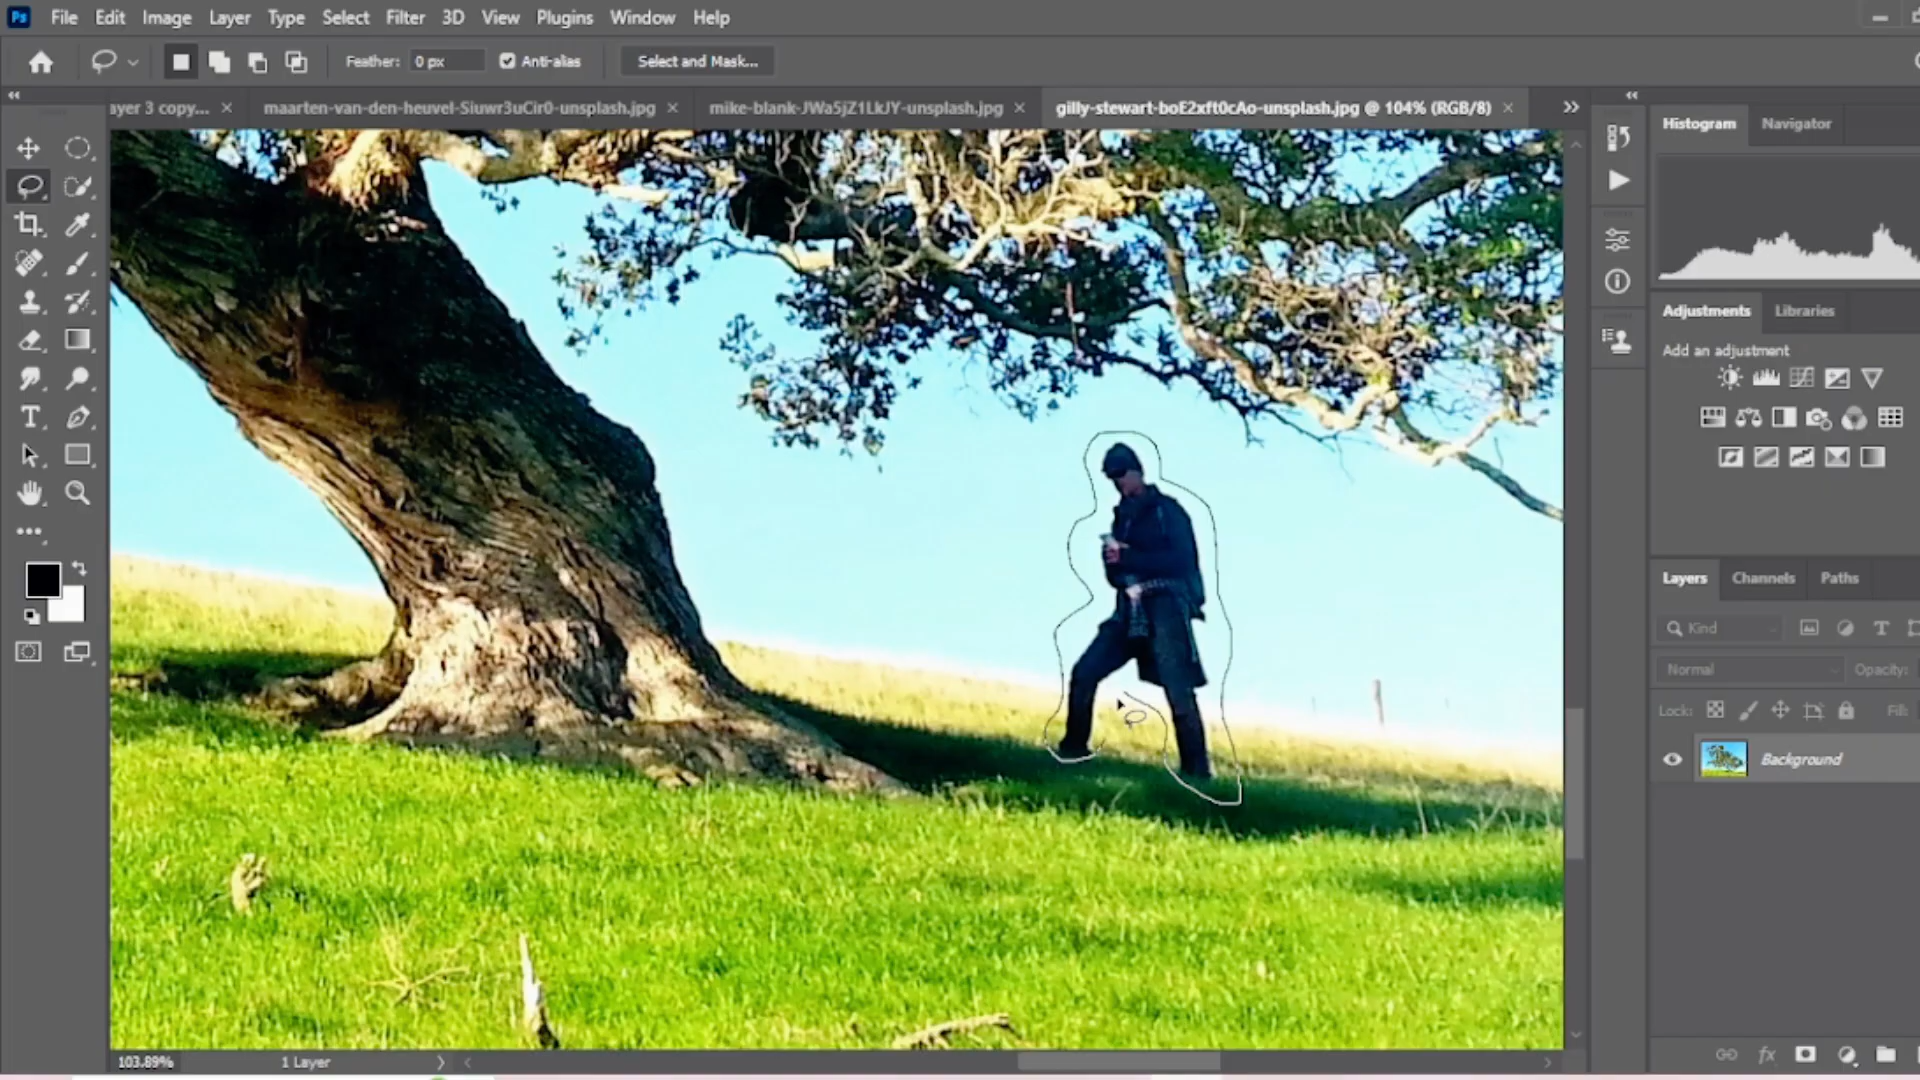 Ps File Edit Image Layer Type Select Filter 3D View Plugins Window Help
Feather: 0 px Anti-alias Select and Mask...
ayer 3 copy... × maarten-van-den-heuvel-Siuwr3uCir0-unsplash.jpg × mike-blank-JWa5jZ1LkJY-unsplash.jpg × gilly-stewart-boE2xft0cAo-unsplash.jpg @ 104% (RGB/8) ×
Histogram Navigator
Adjustments Libraries
Add an adjustment
Layers Channels Paths
Kind
Normal Opacity:
Lock: Fill:
Background
fx
103.89% 1 Layer